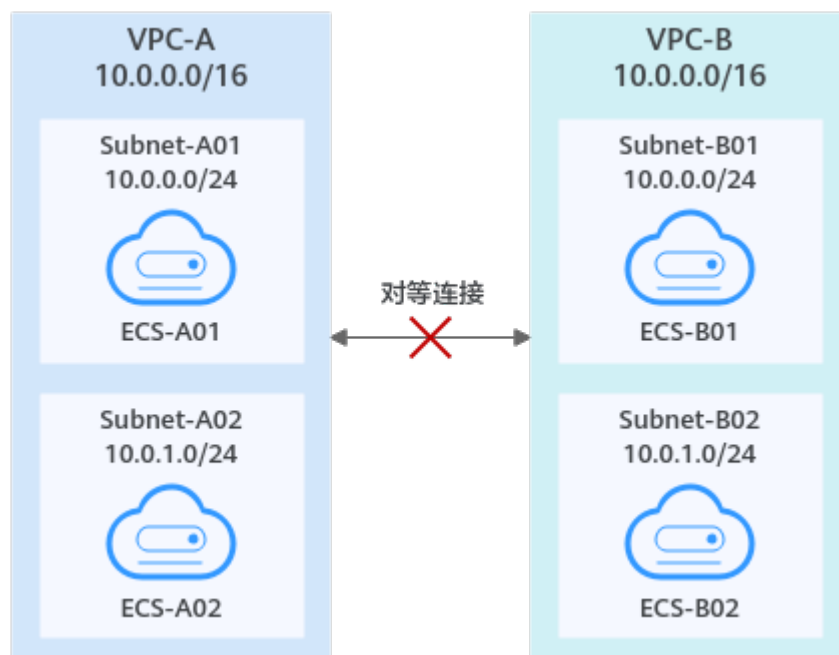 VPC-A
10.0.0.0/16
Subnet-A01
10.0.0.0/24
ECS-A01
Subnet-A02
10.0.1.0/24
ECS-A02
对等连接
VPC-B
10.0.0.0/16
Subnet-B01
10.0.0.0/24
ECS-B01
Subnet-B02
10.0.1.0/24
ECS-B02